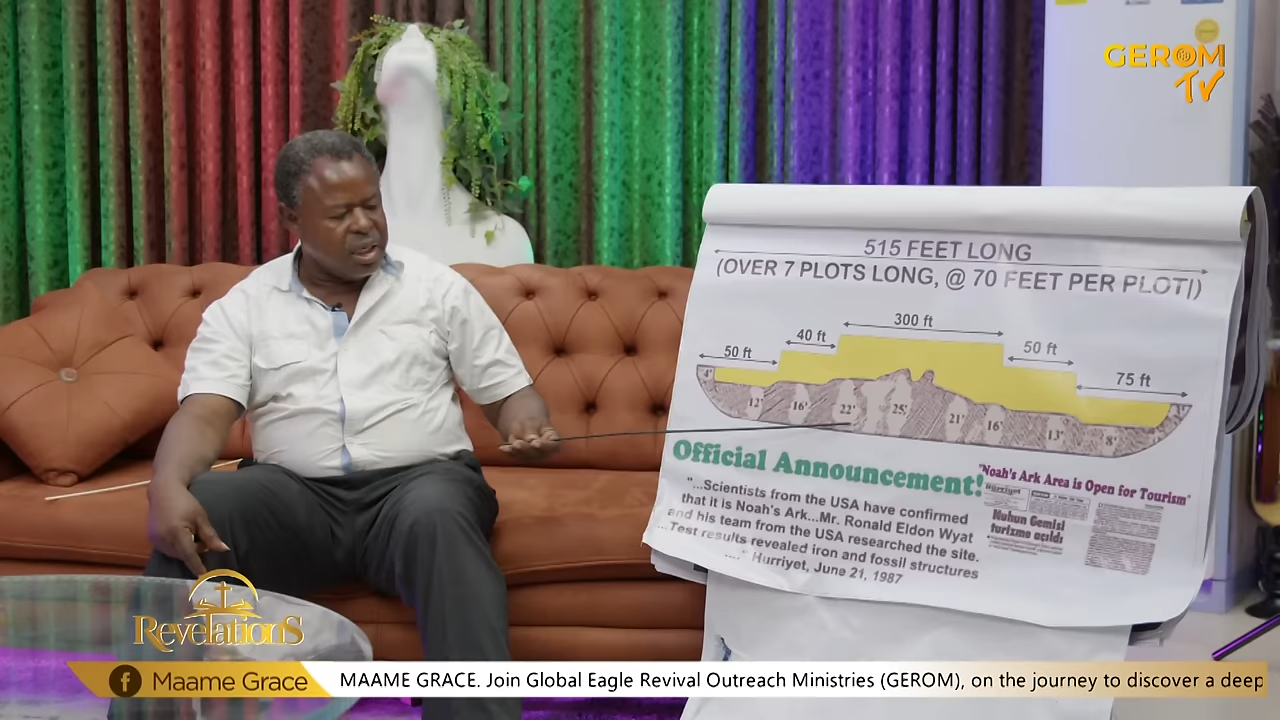 GEROM
TV
515 FEET LONG
(OVER 7 PLOTS LONG, @ 70 FEET PER PLOT|)
300 ft
40 ft
50 ft
50 ft
75 ft
4'
12'
16'
22'
25'
21'
16'
13'
8'
Official Announcement!
"...Scientists from the USA have confirmed
that it is Noah's Ark...Mr. Ronald Eldon Wyat
and his team from the USA researched the site.
...Test results revealed iron and fossil structures
...." Hurriyet, June 21, 1987
"Noah's Ark Area is Open for Tourism"
Hürriyet
Nuhun Gemisi
turizme açıldı
RevelationS
f Maame Grace
MAAME GRACE. Join Global Eagle Revival Outreach Ministries (GEROM), on the journey to discover a deep